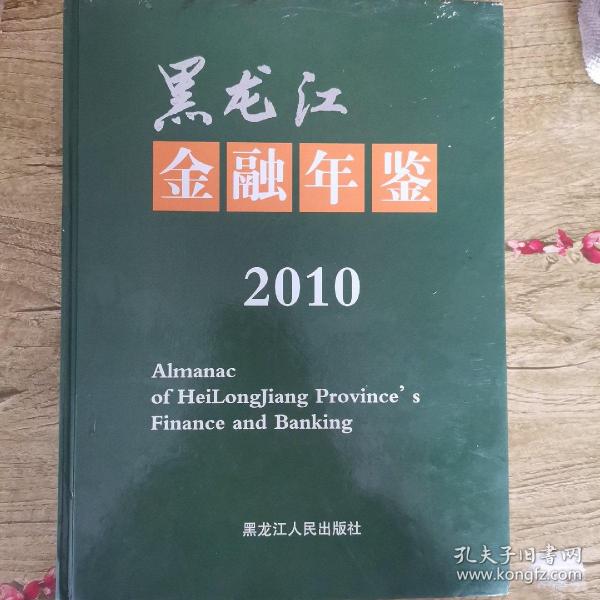 黑龙江
金融年鉴
2010
Almanac
of HeiLongJiang Province's
Finance and Banking
黑龙江人民出版社
孔夫子旧书网
www.kongfz.com